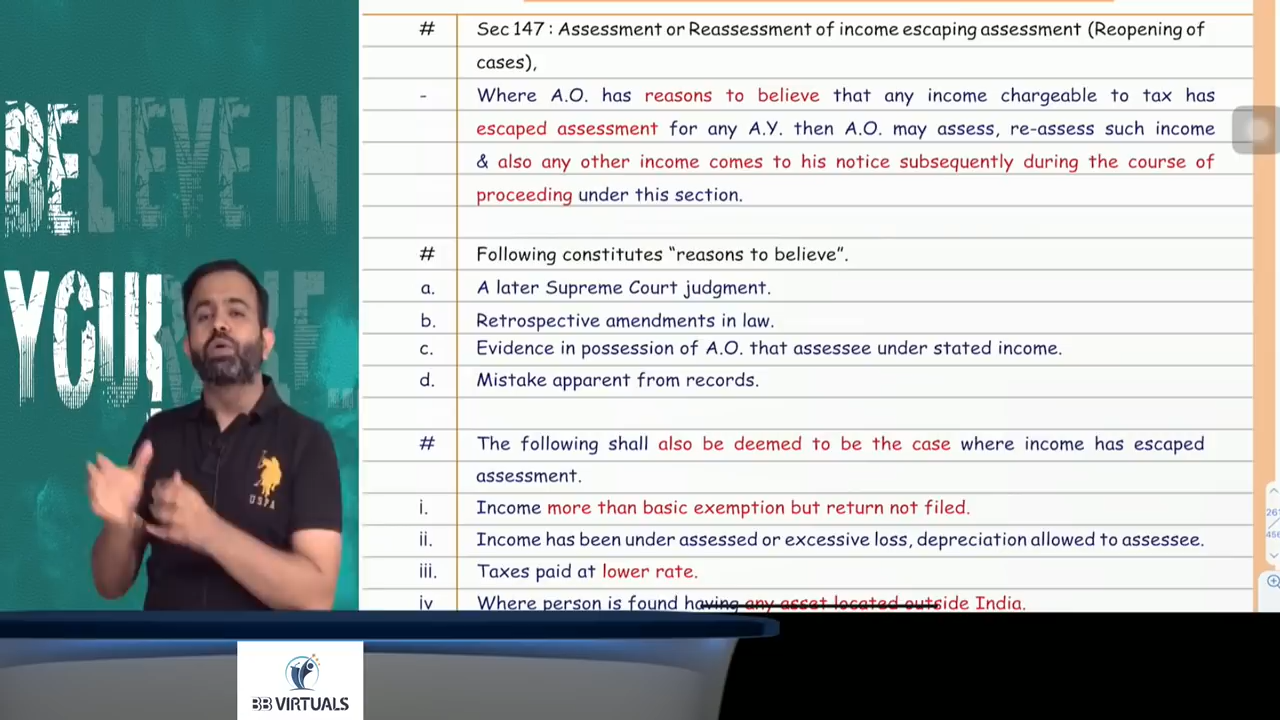 BELIEVE IN
YOURSELF...
# Sec 147 : Assessment or Reassessment of income escaping assessment (Reopening of
cases),
- Where A.O. has reasons to believe that any income chargeable to tax has
escaped assessment for any A.Y. then A.O. may assess, re-assess such income
& also any other income comes to his notice subsequently during the course of
proceeding under this section.
# Following constitutes “reasons to believe”.
a. A later Supreme Court judgment.
b. Retrospective amendments in law.
c. Evidence in possession of A.O. that assessee under stated income.
d. Mistake apparent from records.
# The following shall also be deemed to be the case where income has escaped
assessment.
i. Income more than basic exemption but return not filed.
ii. Income has been under assessed or excessive loss, depreciation allowed to assessee.
iii. Taxes paid at lower rate.
iv Where person is found having any asset located outside India.
USPA
261
456
BB VIRTUALS